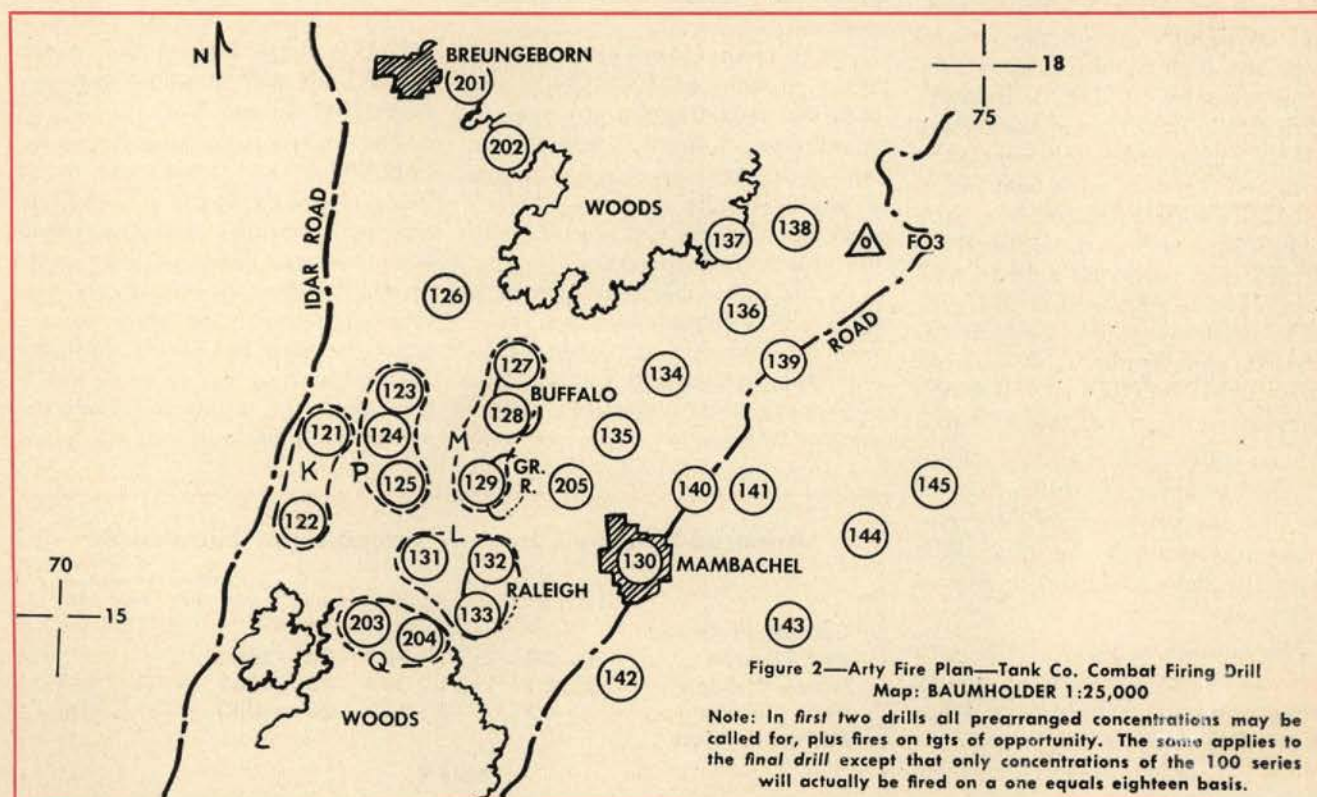 N
BREUNGEBORN
201
18
75
202
IDAR ROAD
WOODS
137
138
FO3
126
136
ROAD
139
127
134
123
BUFFALO
128
121
124
M
135
K
P
GR.
R.
125
129
205
140
141
145
122
144
L
131
132
130
MAMBACHEL
70
RALEIGH
15
133
203
204
143
Q
142
WOODS
Figure 2—Arty Fire Plan—Tank Co. Combat Firing Drill
Map: BAUMHOLDER 1:25,000
Note: In first two drills all prearranged concentrations may be
called for, plus fires on tgts of opportunity. The same applies to
the final drill except that only concentrations of the 100 series
will actually be fired on a one equals eighteen basis.